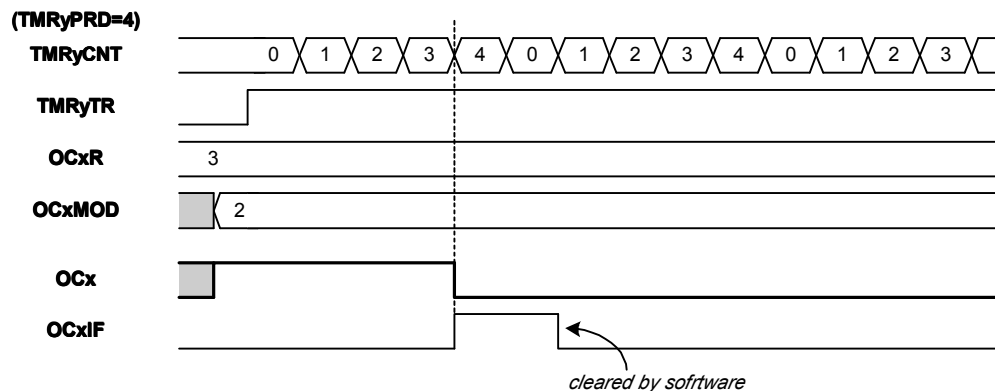 (TMRyPRD=4)
TMRyCNT 0 1 2 3 4 0 1 2 3 4 0 1 2 3
TMRyTR
OCxR 3
OCxMOD 2
OCx
OCxIF
cleared by sofrtware